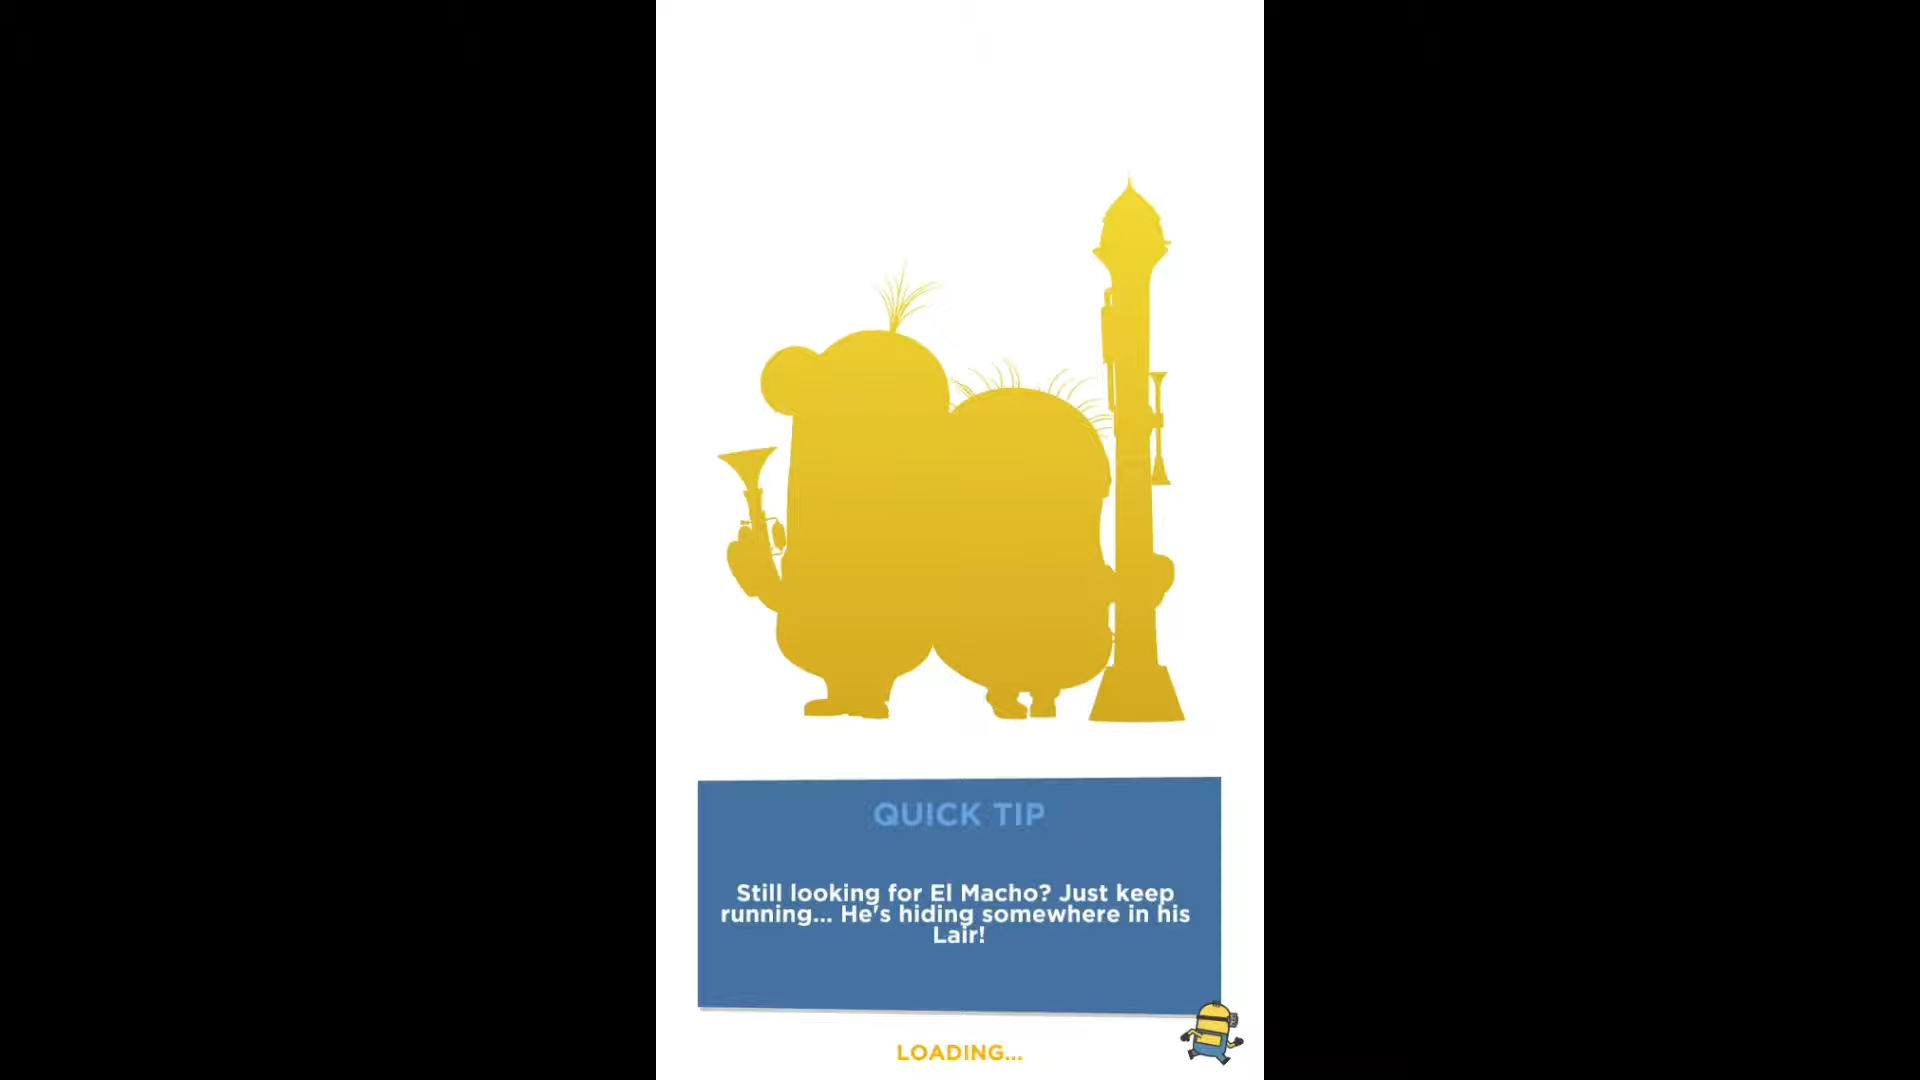 QUICK TIP
Still looking for El Macho? Just keep
running... He's hiding somewhere in his
Lair!
LOADING...